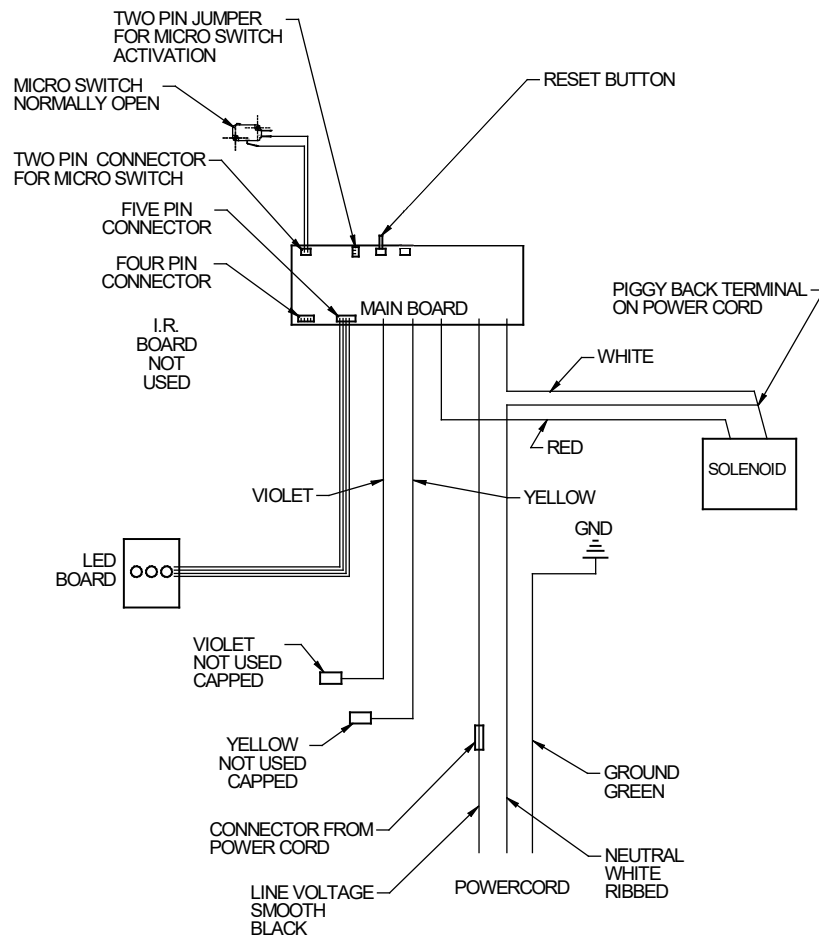 TWO PIN JUMPER
FOR MICRO SWITCH
ACTIVATION
RESET BUTTON
MICRO SWITCH
NORMALLY OPEN
TWO PIN CONNECTOR
FOR MICRO SWITCH
FIVE PIN
CONNECTOR
FOUR PIN
CONNECTOR
MAIN BOARD
PIGGY BACK TERMINAL
ON POWER CORD
I.R.
BOARD
NOT
USED
WHITE
RED
SOLENOID
VIOLET
YELLOW
GND
LED
BOARD
VIOLET
NOT USED
CAPPED
YELLOW
NOT USED
CAPPED
GROUND
GREEN
CONNECTOR FROM
POWER CORD
NEUTRAL
WHITE
RIBBED
LINE VOLTAGE
SMOOTH
BLACK
POWERCORD